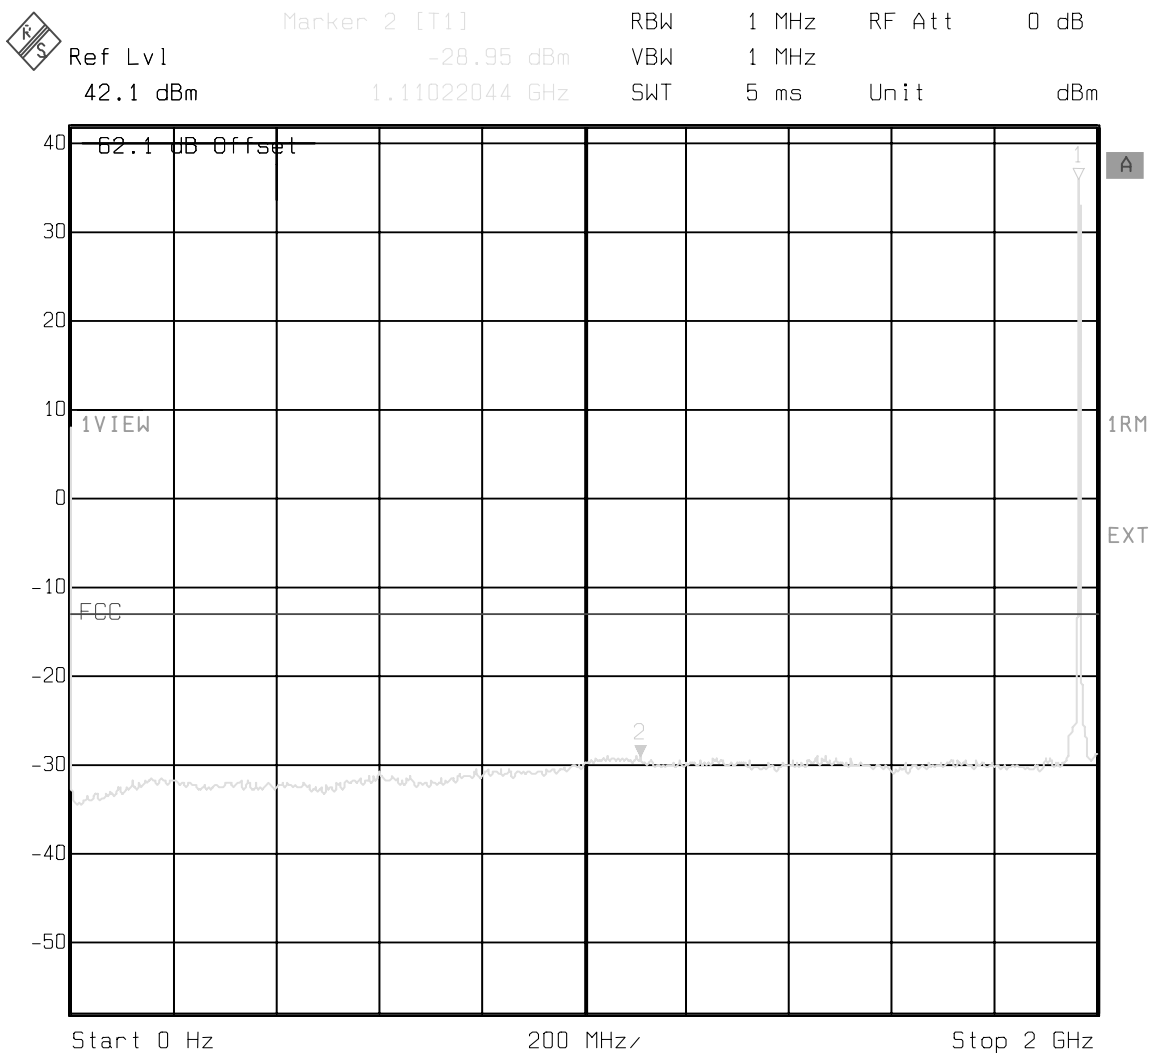 Marker 2 [T1] RBW 1 MHz RF Att 0 dB
Ref Lvl -28.95 dBm VBW 1 MHz
42.1 dBm 1.11022044 GHz SWT 5 ms Unit dBm
40
62.1 dB Offset
1
A
30
20
10
1VIEW
1RM
0
EXT
-10
FCC
-20
2
-30
-40
-50
Start 0 Hz 200 MHz/ Stop 2 GHz
R
S